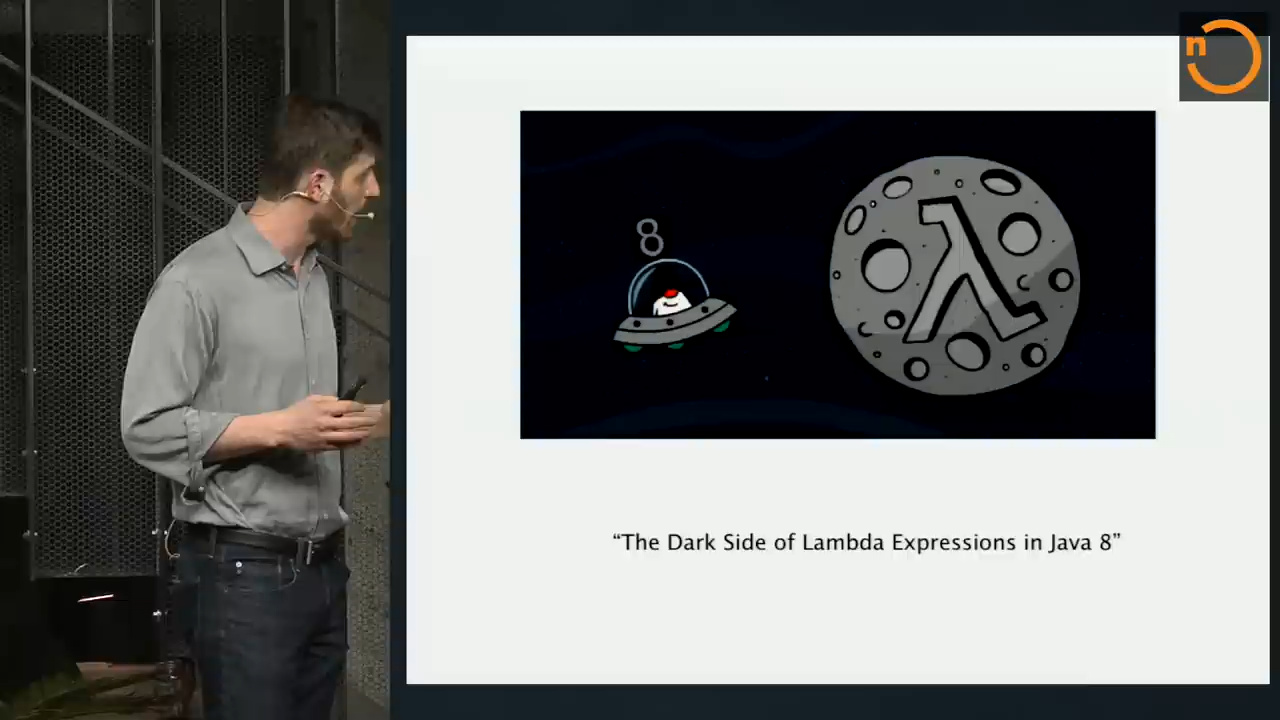 n
8
λ
“The Dark Side of Lambda Expressions in Java 8”